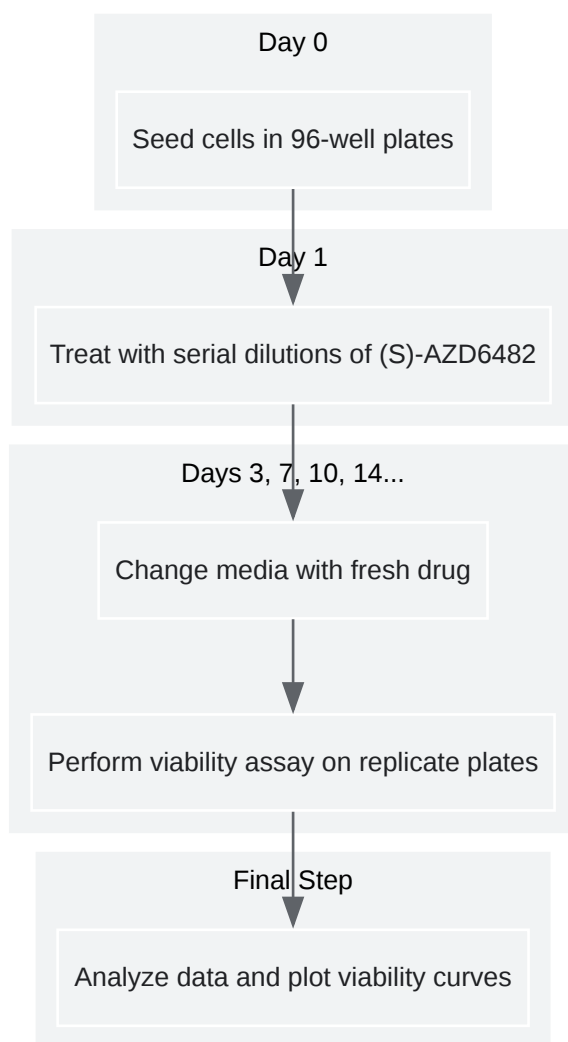 Day 0
Seed cells in 96-well plates
Day 1
Treat with serial dilutions of (S)-AZD6482
Days 3, 7, 10, 14...
Change media with fresh drug
Perform viability assay on replicate plates
Final Step
Analyze data and plot viability curves